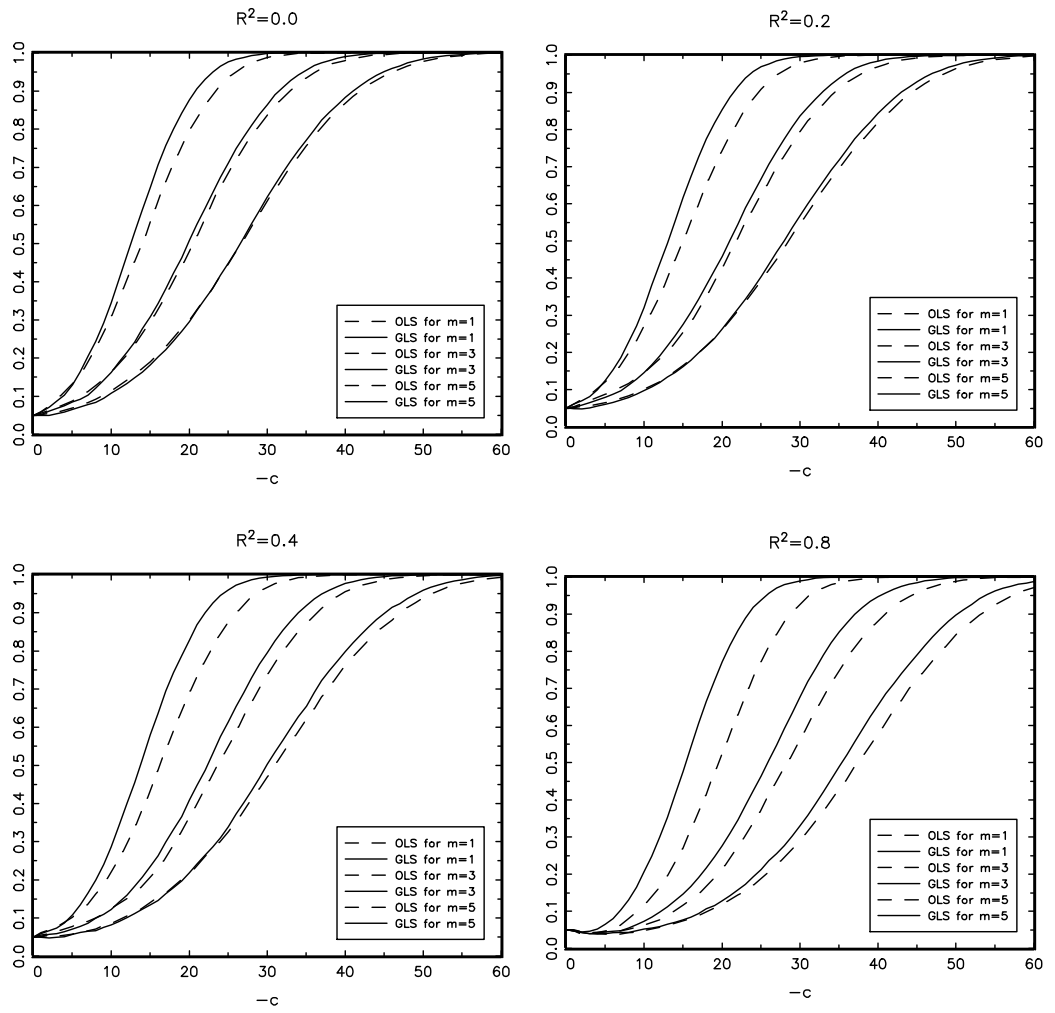 R²=0.0
1.0
0.9
0.8
0.7
0.6
0.5
0.4
0.3
0.2
0.1
0.0
0 10 20 30 40 50 60
−c
OLS for m=1
GLS for m=1
OLS for m=3
GLS for m=3
OLS for m=5
GLS for m=5
R²=0.2
1.0
0.9
0.8
0.7
0.6
0.5
0.4
0.3
0.2
0.1
0.0
0 10 20 30 40 50 60
−c
OLS for m=1
GLS for m=1
OLS for m=3
GLS for m=3
OLS for m=5
GLS for m=5
R²=0.4
1.0
0.9
0.8
0.7
0.6
0.5
0.4
0.3
0.2
0.1
0.0
0 10 20 30 40 50 60
−c
OLS for m=1
GLS for m=1
OLS for m=3
GLS for m=3
OLS for m=5
GLS for m=5
R²=0.8
1.0
0.9
0.8
0.7
0.6
0.5
0.4
0.3
0.2
0.1
0.0
0 10 20 30 40 50 60
−c
OLS for m=1
GLS for m=1
OLS for m=3
GLS for m=3
OLS for m=5
GLS for m=5